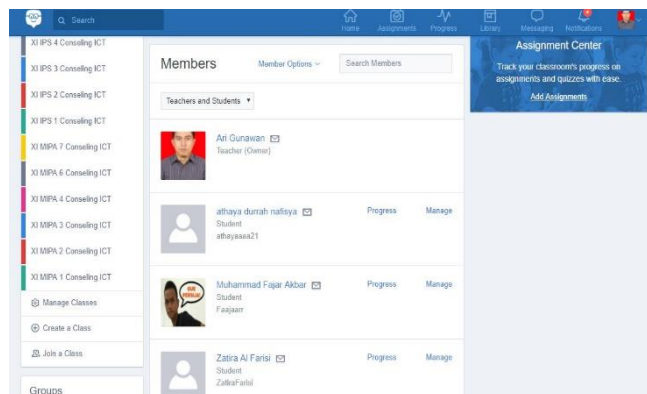 Search
Home
Assignments
Progress
Library
Messaging
Notifications
XI IPS 4 Conseling ICT
XI IPS 3 Conseling ICT
XI IPS 2 Conseling ICT
XI IPS 1 Conseling ICT
XI MIPA 7 Conseling ICT
XI MIPA 6 Conseling ICT
XI MIPA 4 Conseling ICT
XI MIPA 3 Conseling ICT
XI MIPA 2 Conseling ICT
XI MIPA 1 Conseling ICT
Manage Classes
Create a Class
Join a Class
Groups
Members
Member Options
Search Members
Teachers and Students
Ari Gunawan
Teacher (Owner)
athaya durrah nafisya
Progress
Manage
Student
athayaaaa21
Muhammad Fajar Akbar
Progress
Manage
Student
Faajaarr
Zatira Al Farisi
Progress
Manage
Student
ZatiraFarisi
Assignment Center
Track your classroom's progress on
assignments and quizzes with ease.
Add Assignments